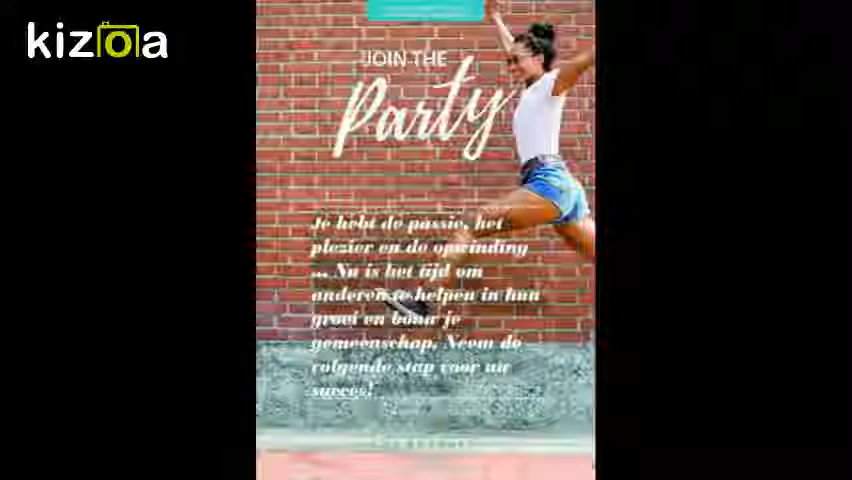 kizoa
JOIN THE
Party
Je hebt de passie, het
plezier en de opwinding
... Nu is het tijd om
anderen te helpen in hun
groei en bouw je
gemeenschap. Neem de
volgende stap voor uw
succes!